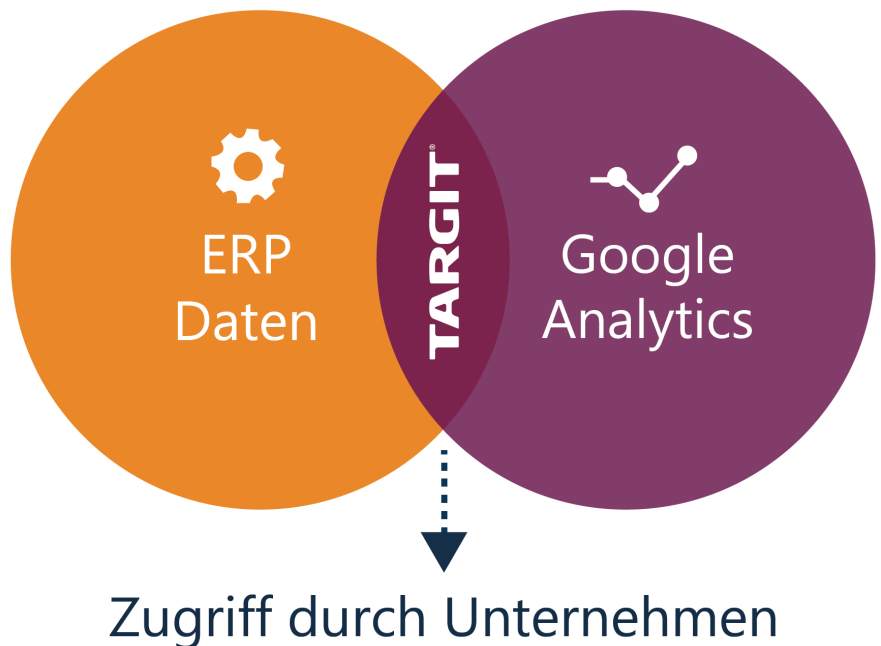 ERP
Daten
TARGIT®
Google
Analytics
Zugriff durch Unternehmen